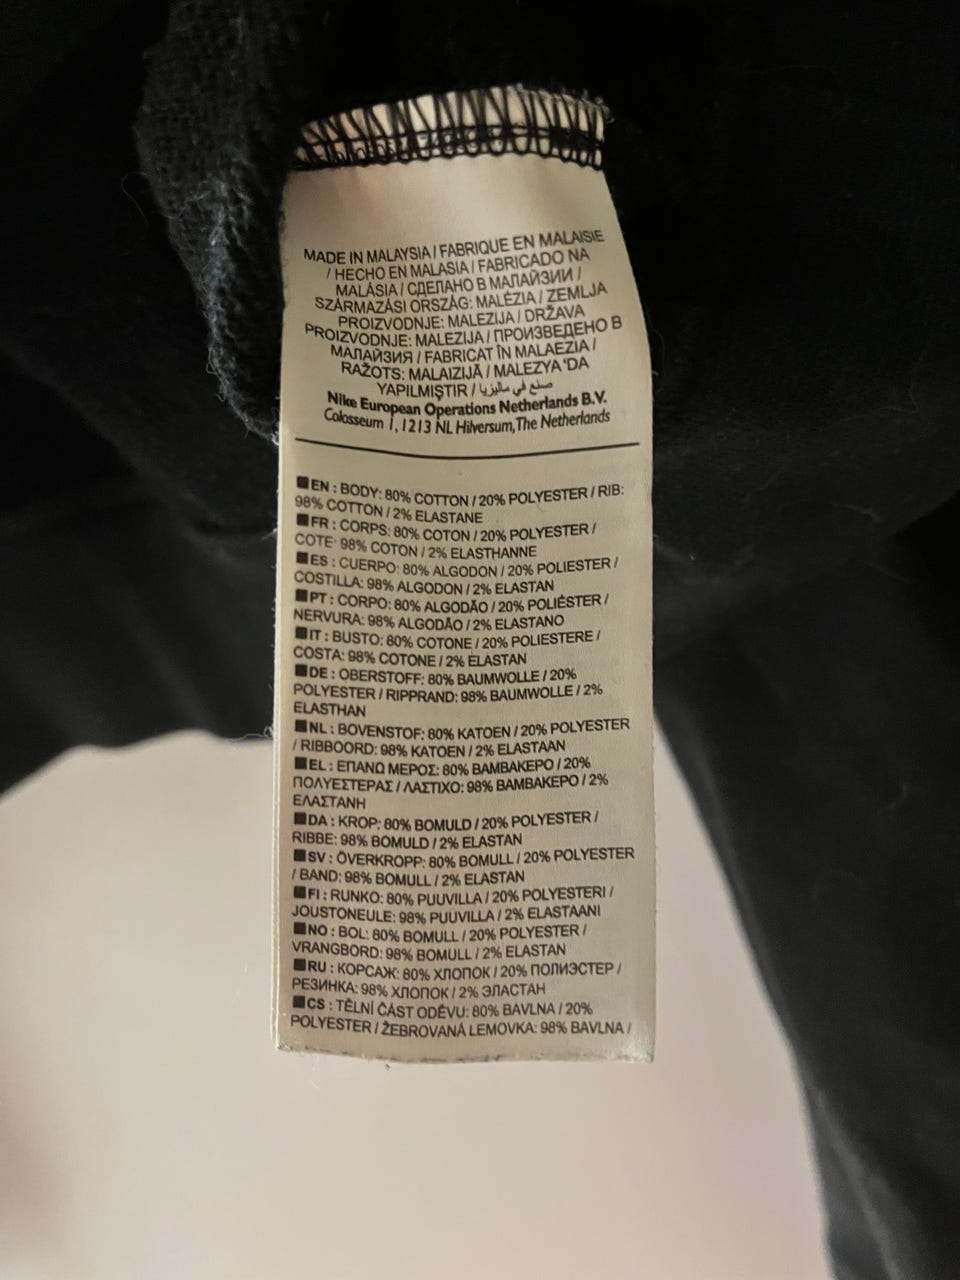 MADE IN MALAYSIA / FABRIQUE EN MALAISIE
/ HECHO EN MALASIA / FABRICADO NA
MALÁSIA / СДЕЛАНО В МАЛАЙЗИИ /
SZÁRMAZÁSI ORSZÁG: MALÉZIA / ZEMLJA
PROIZVODNJE: MALEZIJA / DRŽAVA
PROIZVODNJE: MALEZIJA / ПРОИЗВЕДЕНО В
МАЛАЙЗИЯ / FABRICAT ÎN MALAEZIA /
RAŽOTS: MALAIZIJĀ / MALEZYA'DA
YAPILMIŞTIR / صنع في ماليزيا
Nike European Operations Netherlands B.V.
Colosseum 1, 1213 NL Hilversum, The Netherlands
EN : BODY: 80% COTTON / 20% POLYESTER / RIB:
98% COTTON / 2% ELASTANE
FR : CORPS: 80% COTON / 20% POLYESTER /
COTE: 98% COTON / 2% ELASTHANNE
ES : CUERPO: 80% ALGODON / 20% POLIESTER /
COSTILLA: 98% ALGODON / 2% ELASTAN
PT : CORPO: 80% ALGODÃO / 20% POLIÉSTER /
NERVURA: 98% ALGODÃO / 2% ELASTANO
IT : BUSTO: 80% COTONE / 20% POLIESTERE /
COSTA: 98% COTONE / 2% ELASTAN
DE : OBERSTOFF: 80% BAUMWOLLE / 20%
POLYESTER / RIPPRAND: 98% BAUMWOLLE / 2%
ELASTHAN
NL : BOVENSTOF: 80% KATOEN / 20% POLYESTER
/ RIBBOORD: 98% KATOEN / 2% ELASTAAN
EL : ΕΠΑΝΩ ΜΕΡΟΣ: 80% ΒΑΜΒΑΚΕΡΟ / 20%
ΠΟΛΥΕΣΤΕΡΑΣ / ΛΑΣΤΙΧΟ: 98% ΒΑΜΒΑΚΕΡΟ / 2%
ΕΛΑΣΤΑΝΗ
DA : KROP: 80% BOMULD / 20% POLYESTER /
RIBBE: 98% BOMULD / 2% ELASTAN
SV : ÖVERKROPP: 80% BOMULL / 20% POLYESTER
/ BAND: 98% BOMULL / 2% ELASTAN
FI : RUNKO: 80% PUUVILLA / 20% POLYESTERI /
JOUSTONEULE: 98% PUUVILLA / 2% ELASTAANI
NO : BOL: 80% BOMULL / 20% POLYESTER /
VRANGBORD: 98% BOMULL / 2% ELASTAN
RU : КОРСАЖ: 80% ХЛОПОК / 20% ПОЛИЭСТЕР /
РЕЗИНКА: 98% ХЛОПОК / 2% ЭЛАСТАН
CS : TĚLNÍ ČÁST ODĚVU: 80% BAVLNA / 20%
POLYESTER / ŽEBROVANÁ LEMOVKA: 98% BAVLNA /